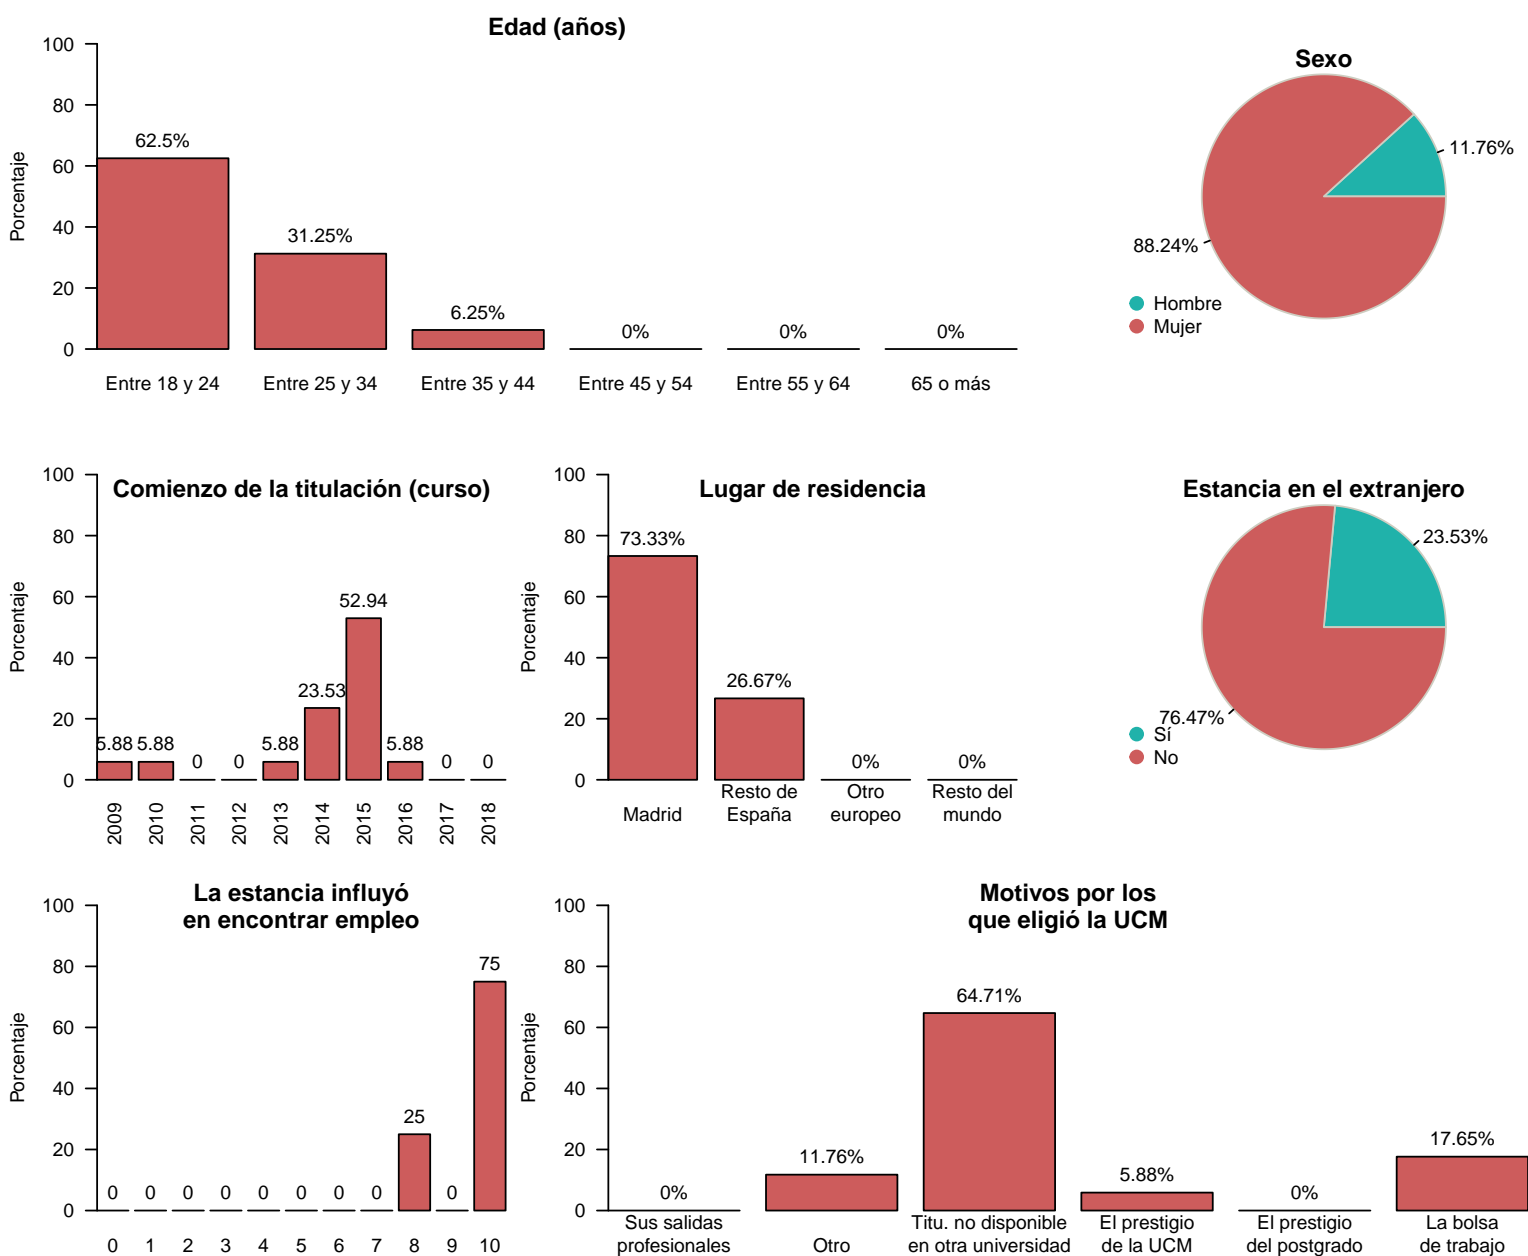 Edad (años)
Porcentaje
100
80
60
40
20
0
62.5%
31.25%
6.25%
0%
0%
0%
Entre 18 y 24
Entre 25 y 34
Entre 35 y 44
Entre 45 y 54
Entre 55 y 64
65 o más
Sexo
11.76%
88.24%
Hombre
Mujer
Comienzo de la titulación (curso)
Porcentaje
100
80
60
40
20
0
5.88
5.88
0
0
5.88
23.53
52.94
5.88
0
0
2009
2010
2011
2012
2013
2014
2015
2016
2017
2018
Lugar de residencia
Porcentaje
100
80
60
40
20
0
73.33%
26.67%
0%
0%
Madrid
Resto de
España
Otro
europeo
Resto del
mundo
Estancia en el extranjero
23.53%
76.47%
Sí
No
La estancia influyó
en encontrar empleo
Porcentaje
100
80
60
40
20
0
0
0
0
0
0
0
0
0
25
0
75
0
1
2
3
4
5
6
7
8
9
10
Motivos por los
que eligió la UCM
Porcentaje
100
80
60
40
20
0
0%
11.76%
64.71%
5.88%
0%
17.65%
Sus salidas
profesionales
Otro
Titu. no disponible
en otra universidad
El prestigio
de la UCM
El prestigio
del postgrado
La bolsa
de trabajo